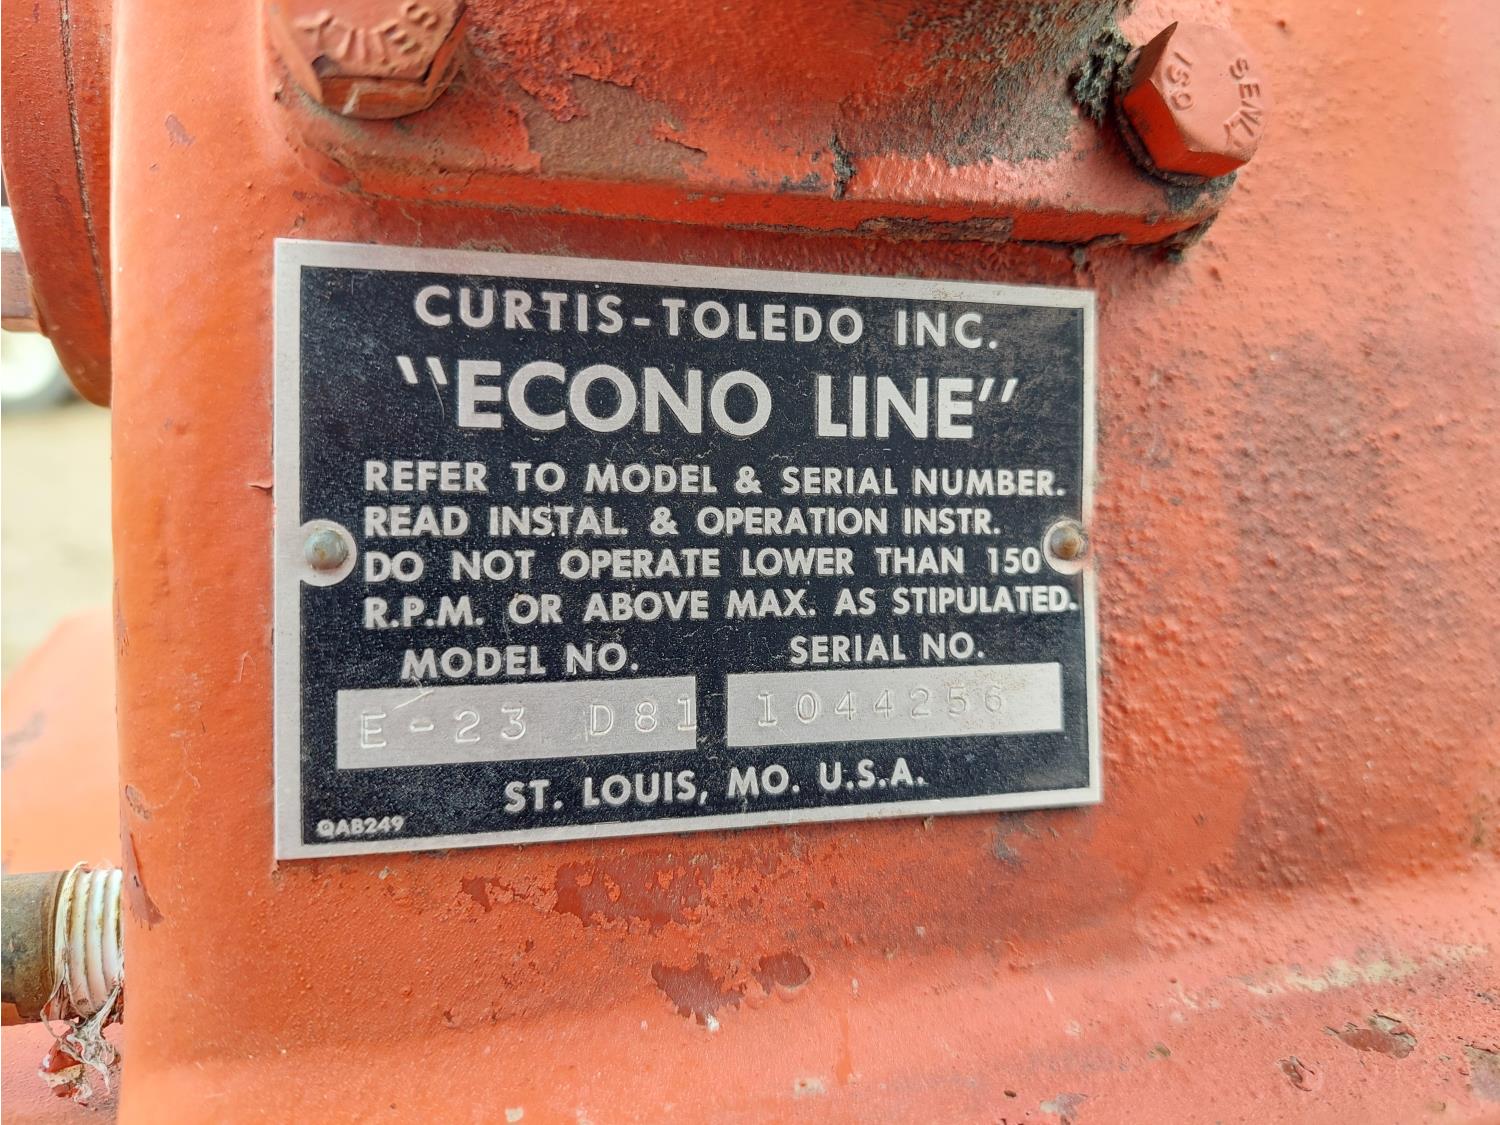 ISO
CURTIS-TOLEDO INC.
"ECONO LINE"
REFER TO MODEL & SERIAL NUMBER.
READ INSTAL. & OPERATION INSTR.
DO NOT OPERATE LOWER THAN 150
R.P.M. OR ABOVE MAX. AS STIPULATED.
MODEL NO. SERIAL NO.
E-23 D81 1044256
ST. LOUIS, MO. U.S.A.
QAB249